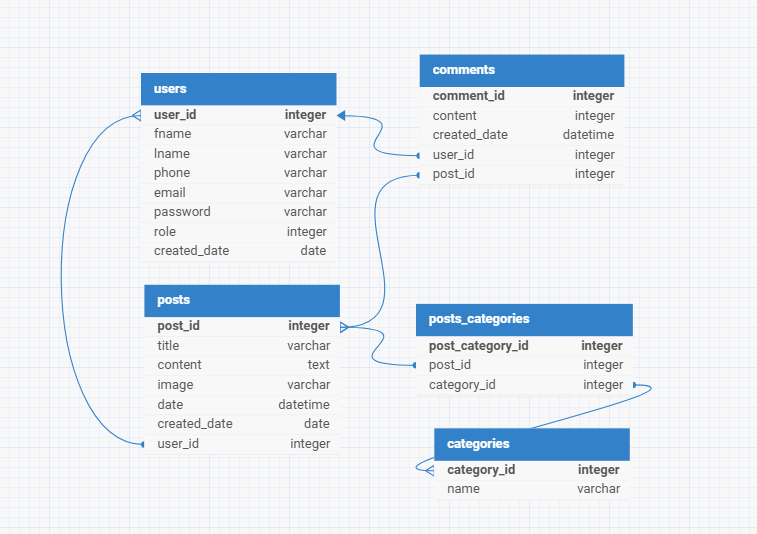 users
user_id integer
fname varchar
lname varchar
phone varchar
email varchar
password varchar
role integer
created_date date
comments
comment_id integer
content integer
created_date datetime
user_id integer
post_id integer
posts
post_id integer
title varchar
content text
image varchar
date datetime
created_date date
user_id integer
posts_categories
post_category_id integer
post_id integer
category_id integer
categories
category_id integer
name varchar